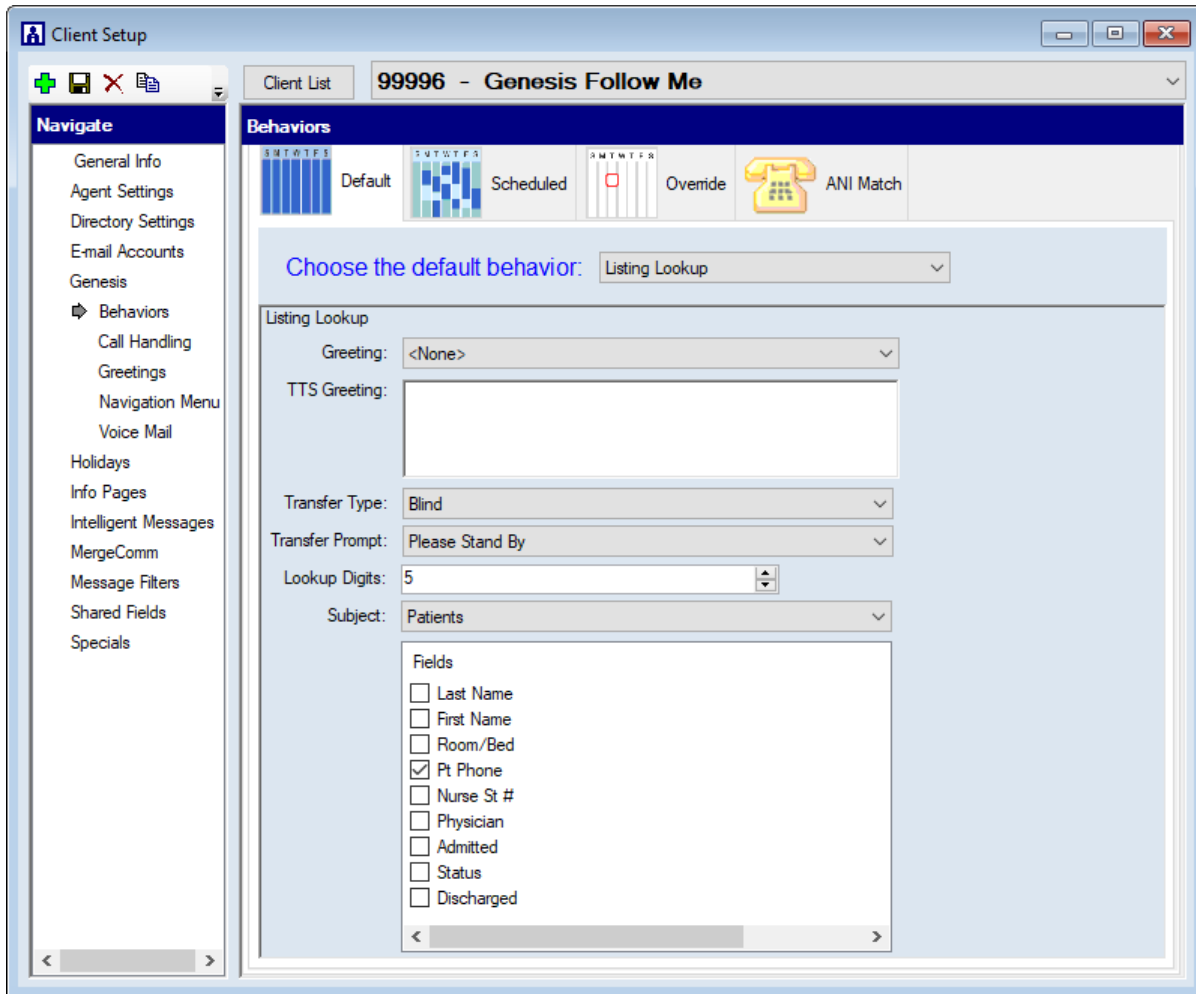 Client Setup
Client List
99996 - Genesis Follow Me
Navigate
General Info
Agent Settings
Directory Settings
E-mail Accounts
Genesis
Behaviors
Call Handling
Greetings
Navigation Menu
Voice Mail
Holidays
Info Pages
Intelligent Messages
MergeComm
Message Filters
Shared Fields
Specials
Behaviors
S M T W T F S
Default
S M T W T F S
Scheduled
S M T W T F S
Override
ANI Match
Choose the default behavior: Listing Lookup
Listing Lookup
Greeting: <None>
TTS Greeting:
Transfer Type: Blind
Transfer Prompt: Please Stand By
Lookup Digits: 5
Subject: Patients
Fields
Last Name
First Name
Room/Bed
Pt Phone
Nurse St #
Physician
Admitted
Status
Discharged